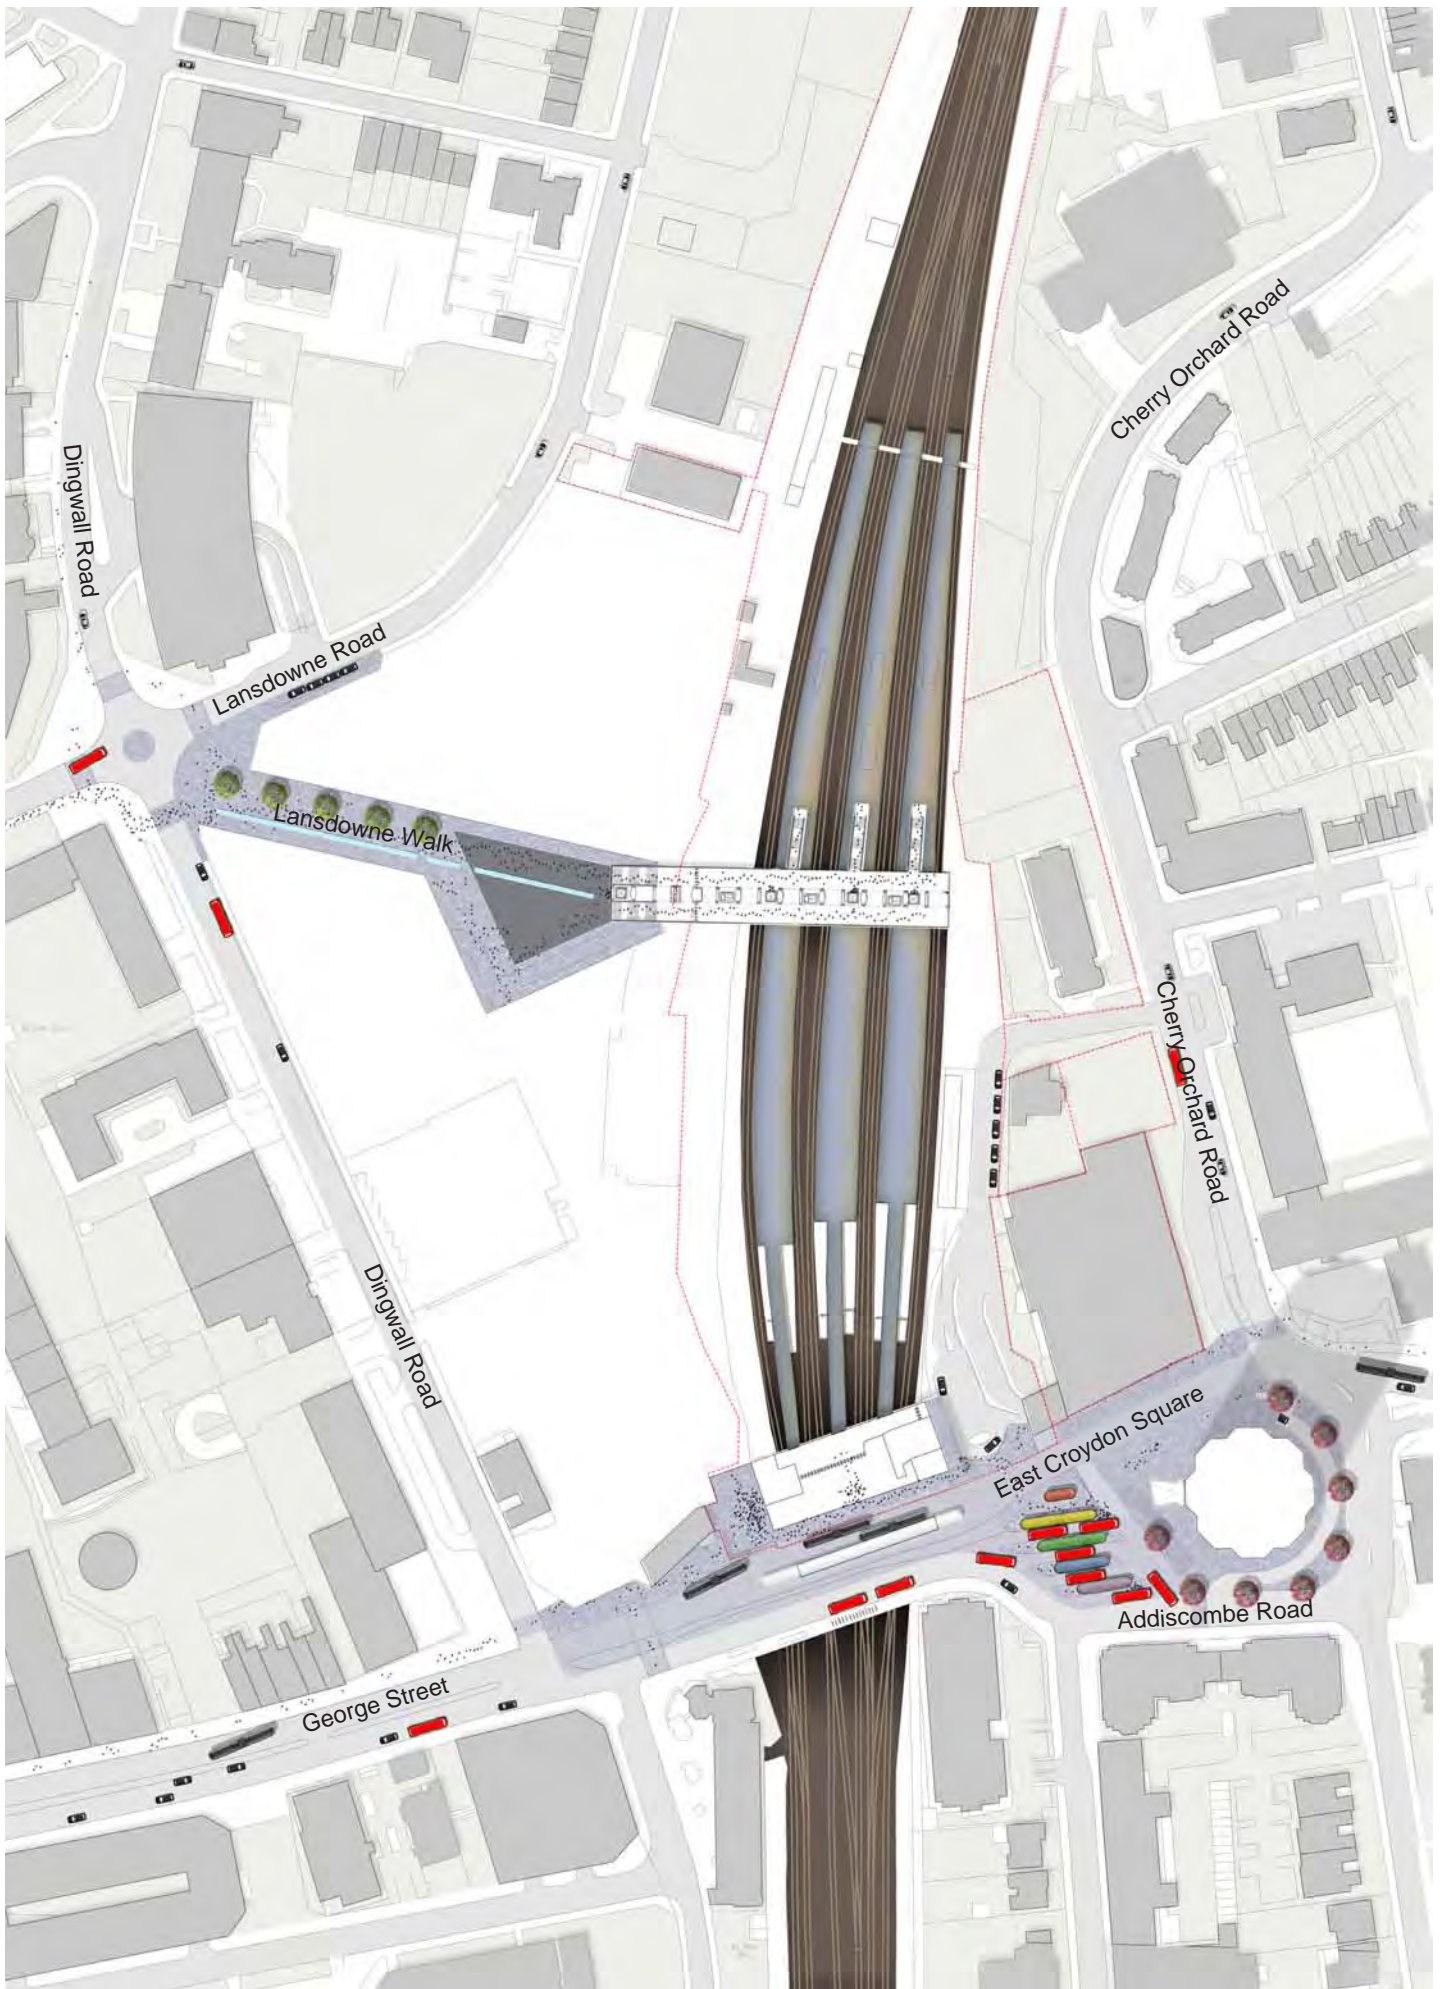 Cherry Orchard Road
Dingwall Road
Lansdowne Road
Lansdowne Walk
Cherry Orchard Road
Dingwall Road
East Croydon Square
Addiscombe Road
George Street